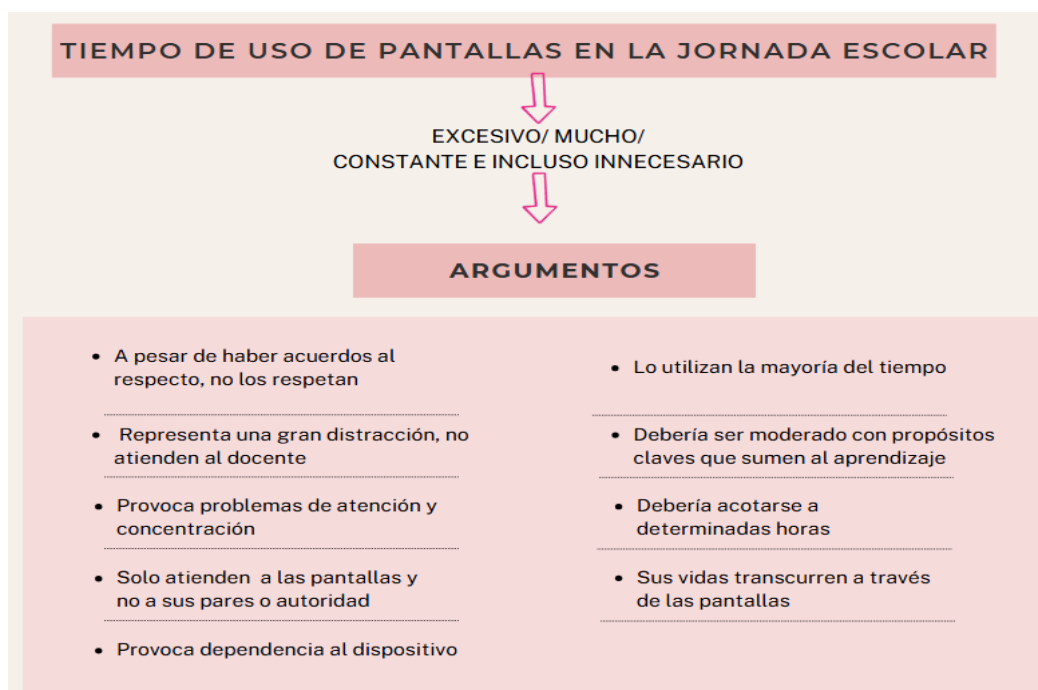 TIEMPO DE USO DE PANTALLAS EN LA JORNADA ESCOLAR
EXCESIVO/ MUCHO/
CONSTANTE E INCLUSO INNECESARIO
ARGUMENTOS
• A pesar de haber acuerdos al
respecto, no los respetan
• Representa una gran distracción, no
atienden al docente
• Provoca problemas de atención y
concentración
• Solo atienden a las pantallas y
no a sus pares o autoridad
• Provoca dependencia al dispositivo
• Lo utilizan la mayoría del tiempo
• Debería ser moderado con propósitos
claves que sumen al aprendizaje
• Debería acotarse a
determinadas horas
• Sus vidas transcurren a través
de las pantallas